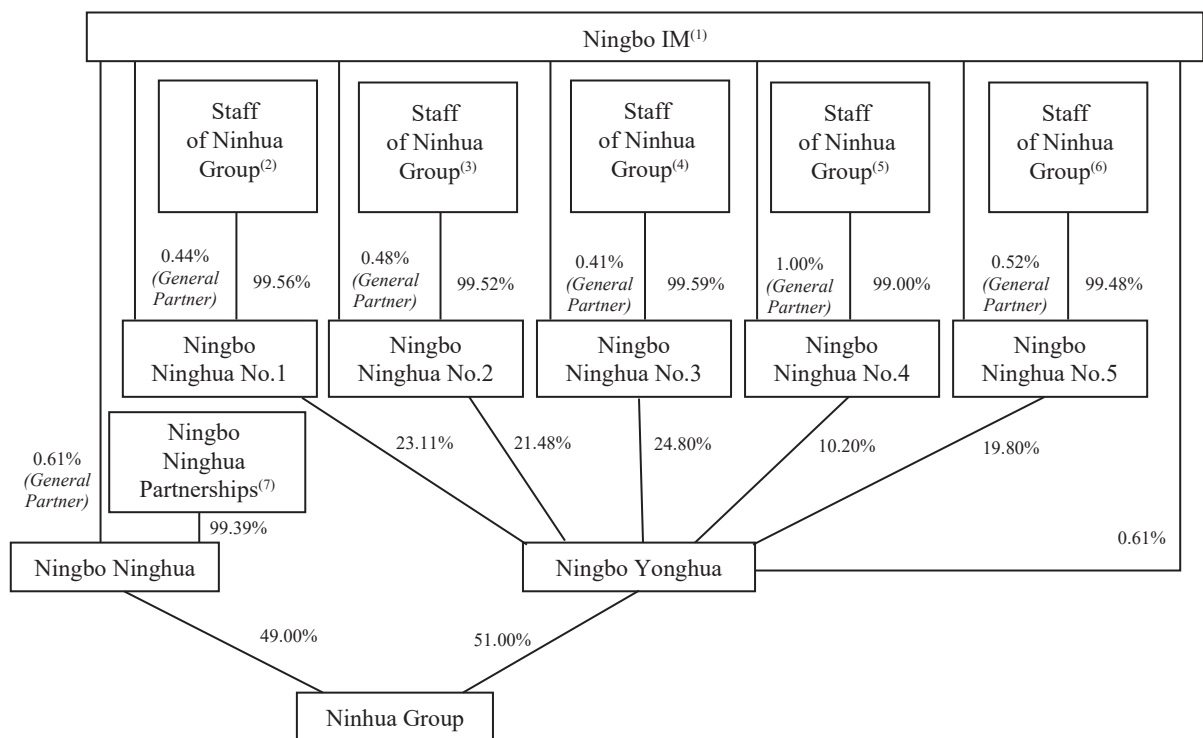 Ningbo IM(1)
Staff
of Ninhua
Group(2)
Staff
of Ninhua
Group(3)
Staff
of Ninhua
Group(4)
Staff
of Ninhua
Group(5)
Staff
of Ninhua
Group(6)
0.44%
(General
Partner)
99.56%
0.48%
(General
Partner)
99.52%
0.41%
(General
Partner)
99.59%
1.00%
(General
Partner)
99.00%
0.52%
(General
Partner)
99.48%
Ningbo
Ninghua No.1
Ningbo
Ninghua No.2
Ningbo
Ninghua No.3
Ningbo
Ninghua No.4
Ningbo
Ninghua No.5
0.61%
(General
Partner)
Ningbo
Ninghua
Partnerships(7)
99.39%
23.11%
21.48%
24.80%
10.20%
19.80%
0.61%
Ningbo Ninghua
Ningbo Yonghua
49.00%
51.00%
Ninhua Group